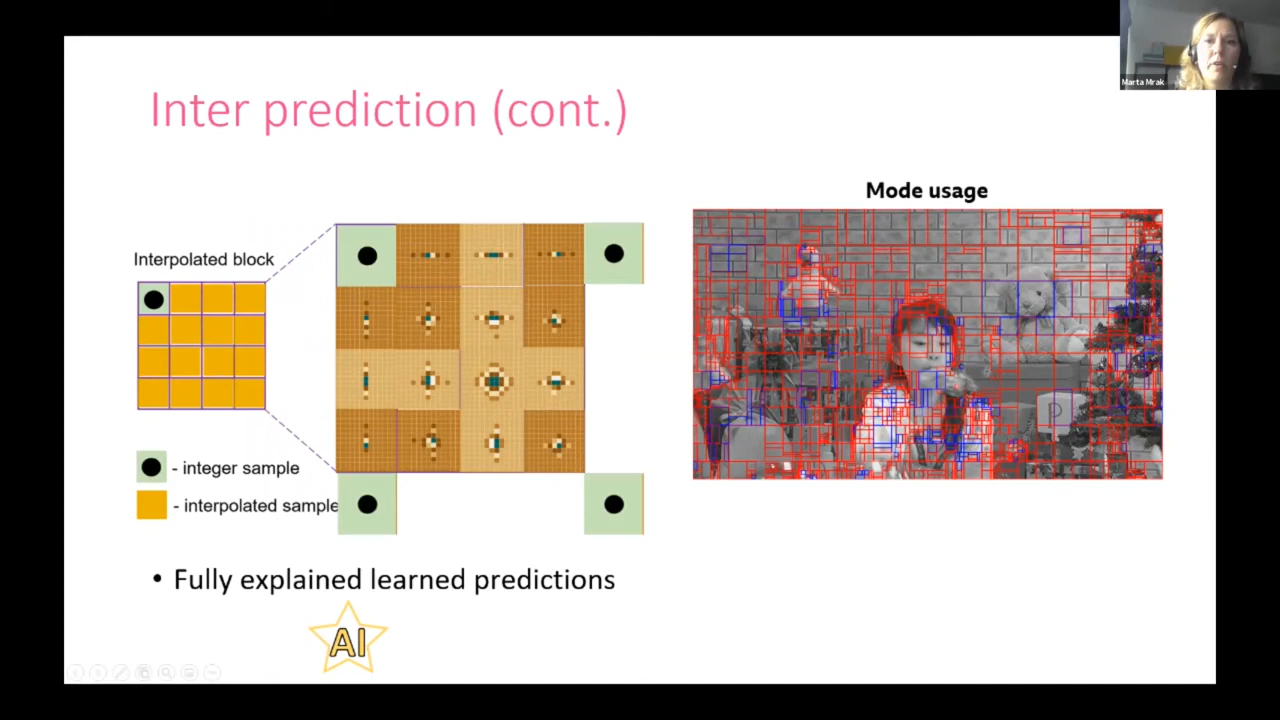 Marta Mrak
Inter prediction (cont.)
Mode usage
Interpolated block
- integer sample
- interpolated sample
P
• Fully explained learned predictions
AI